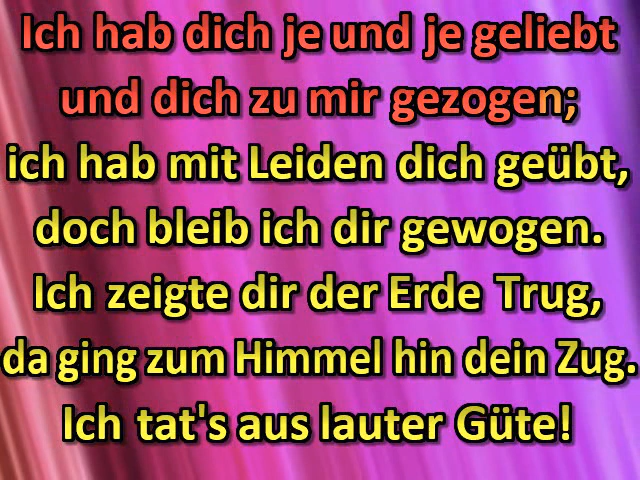 Ich hab dich je und je geliebt
und dich zu mir gezogen;
ich hab mit Leiden dich geübt,
doch bleib ich dir gewogen.
Ich zeigte dir der Erde Trug,
da ging zum Himmel hin dein Zug.
Ich tat's aus lauter Güte!